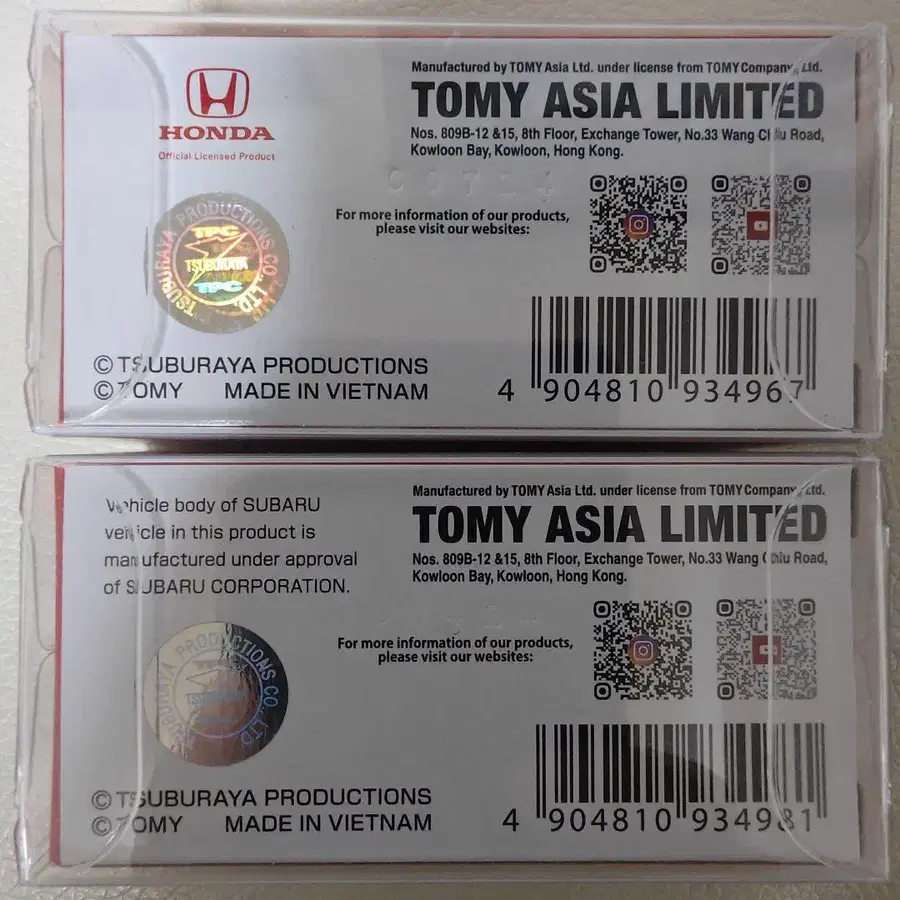 HONDA
Official Licensed Product
Manufactured by TOMY Asia Ltd. under license from TOMY Company, Ltd.
TOMY ASIA LIMITED
Nos. 809B-12 &15, 8th Floor, Exchange Tower, No.33 Wang Chiu Road,
Kowloon Bay, Kowloon, Hong Kong.
For more information of our products,
please visit our websites:
TSUBURAYA PRODUCTIONS CO., LTD.
TPC
TSUBURAYA
TPC
© TSUBURAYA PRODUCTIONS
© TOMY MADE IN VIETNAM
4 904810 934967
Vehicle body of SUBARU
vehicle in this product is
manufactured under approval
of SUBARU CORPORATION.
Manufactured by TOMY Asia Ltd. under license from TOMY Company, Ltd.
TOMY ASIA LIMITED
Nos. 809B-12 &15, 8th Floor, Exchange Tower, No.33 Wang Chiu Road,
Kowloon Bay, Kowloon, Hong Kong.
For more information of our products,
please visit our websites:
TSUBURAYA PRODUCTIONS CO., LTD
© TSUBURAYA PRODUCTIONS
© TOMY MADE IN VIETNAM
4 904810 934981